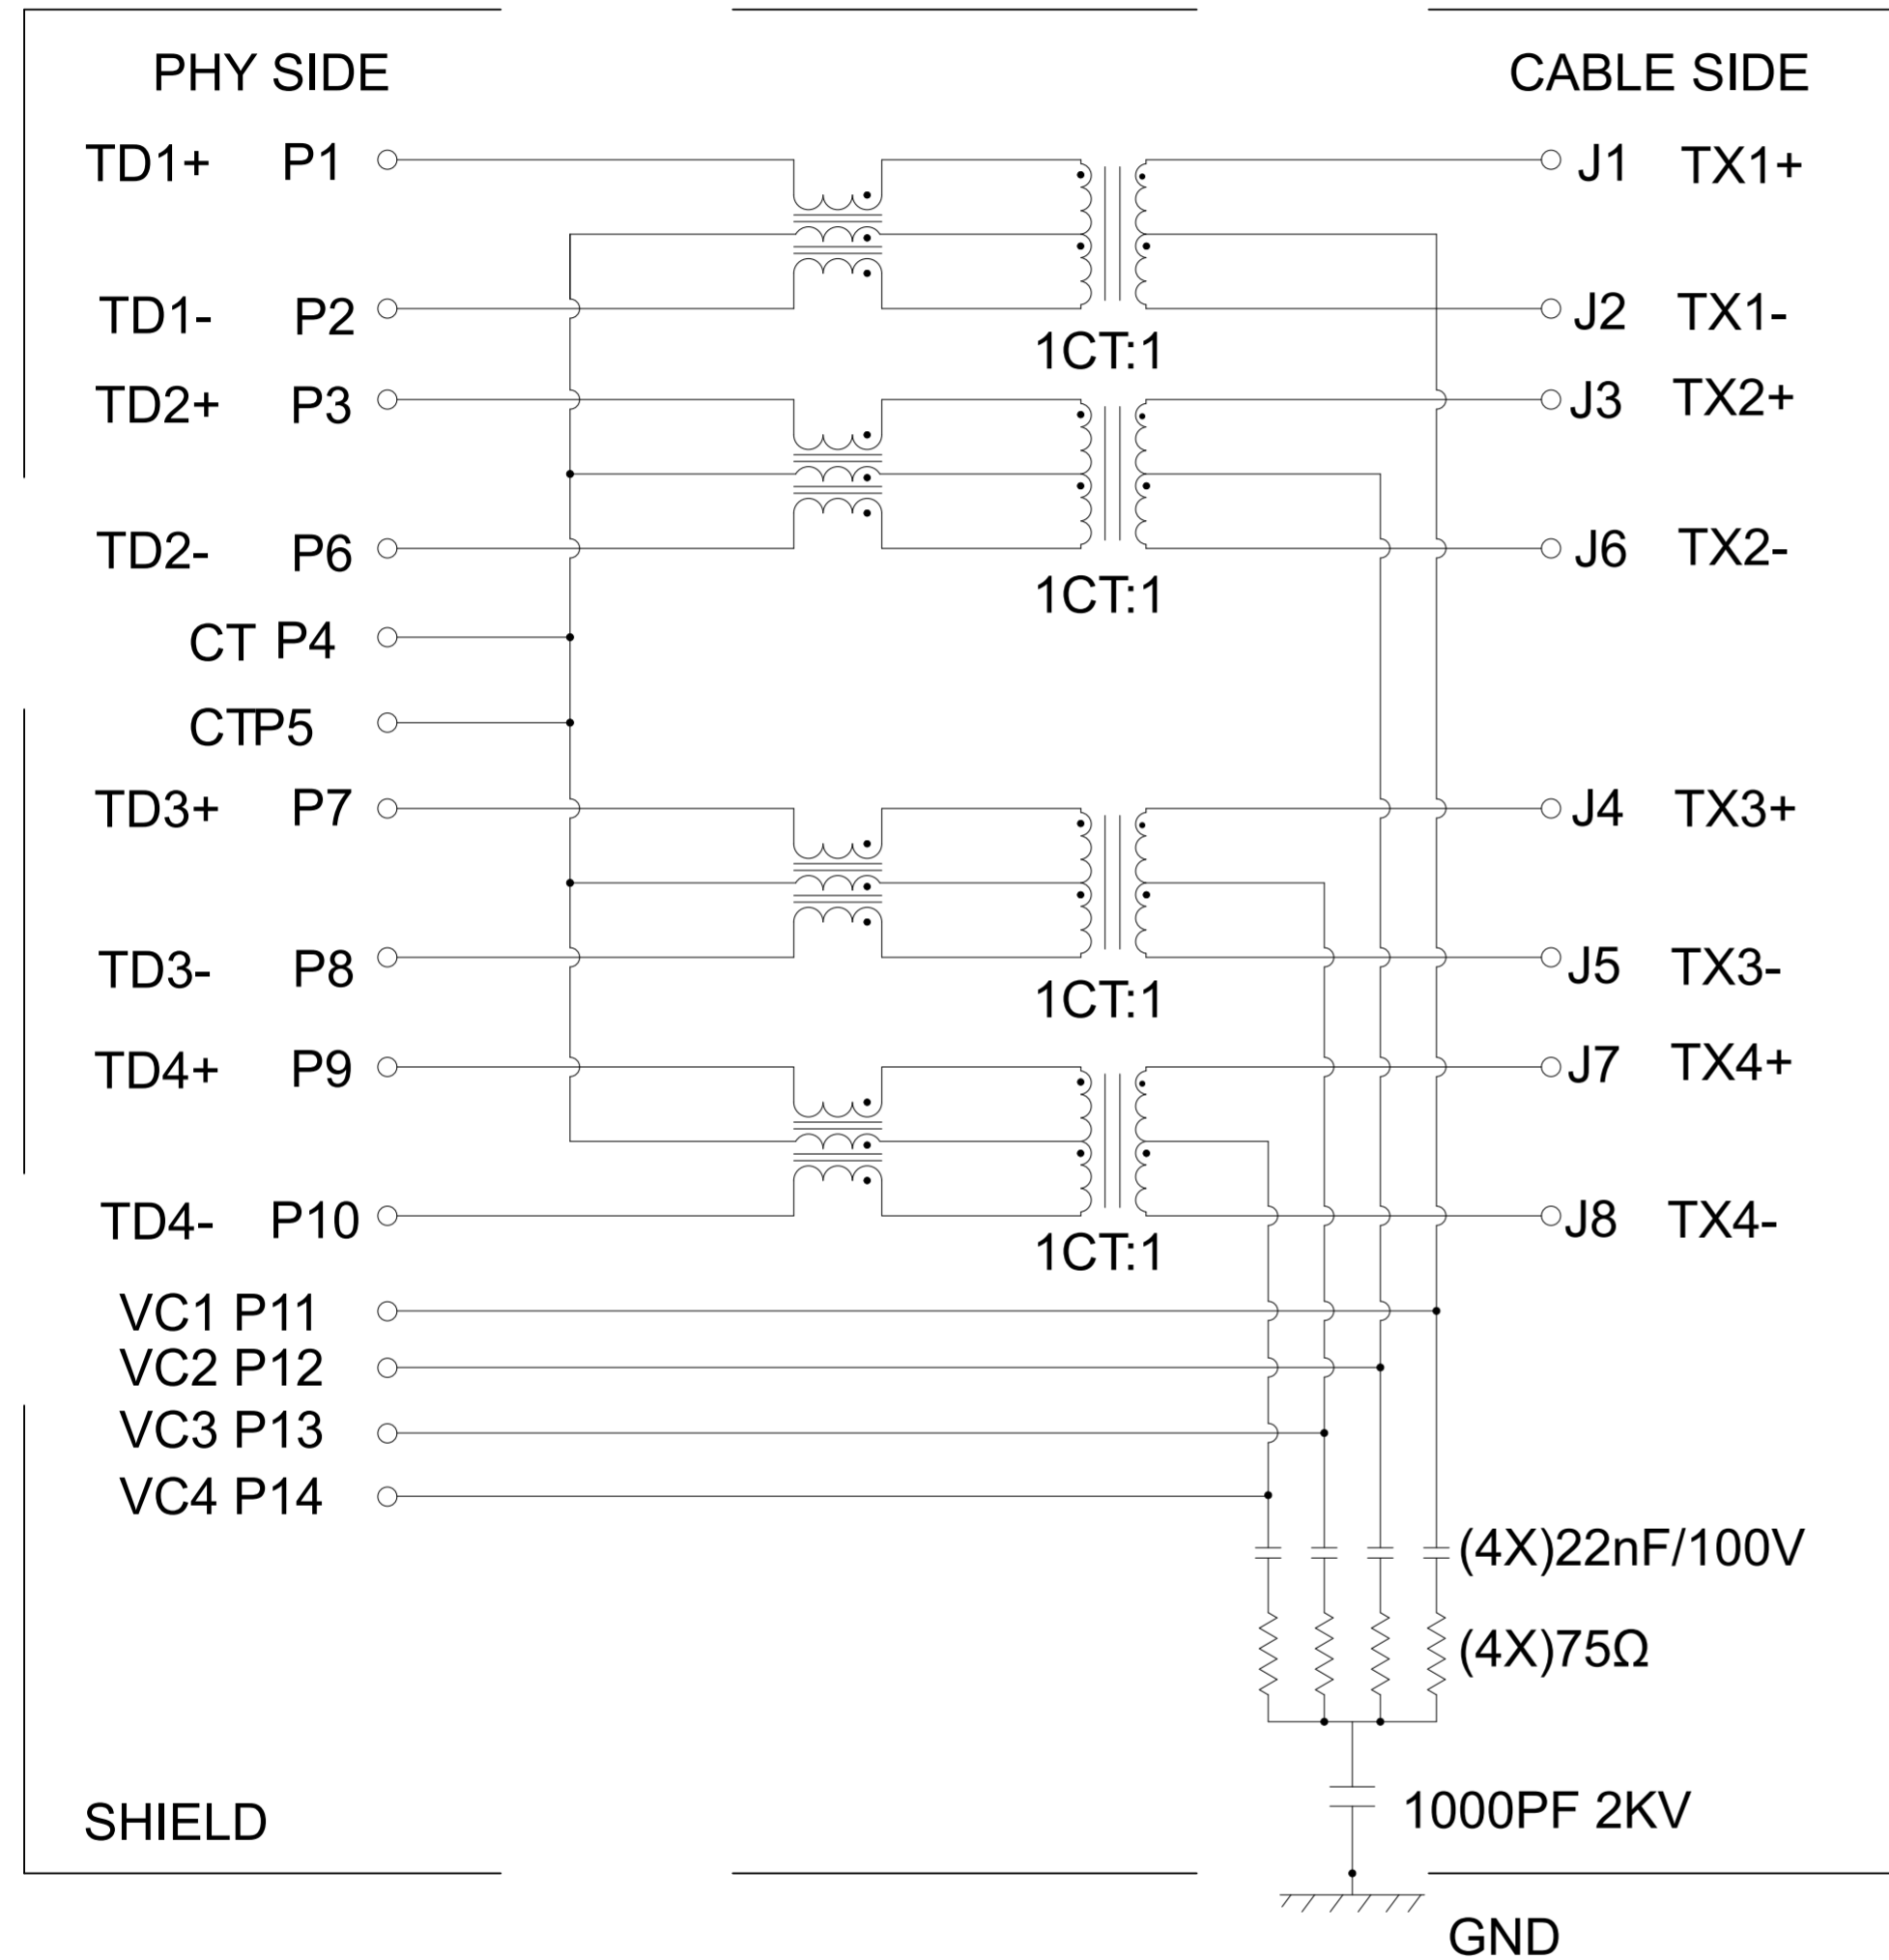 PHY SIDE CABLE SIDE
TD1+ P1 J1 TX1+
TD1- P2 J2 TX1-
1CT:1
TD2+ P3 J3 TX2+
TD2- P6 J6 TX2-
1CT:1
CT P4
CTP5
TD3+ P7 J4 TX3+
TD3- P8 J5 TX3-
1CT:1
TD4+ P9 J7 TX4+
TD4- P10 J8 TX4-
1CT:1
VC1 P11
VC2 P12
VC3 P13
VC4 P14
(4X)22nF/100V
(4X)75Ω
SHIELD 1000PF 2KV
GND